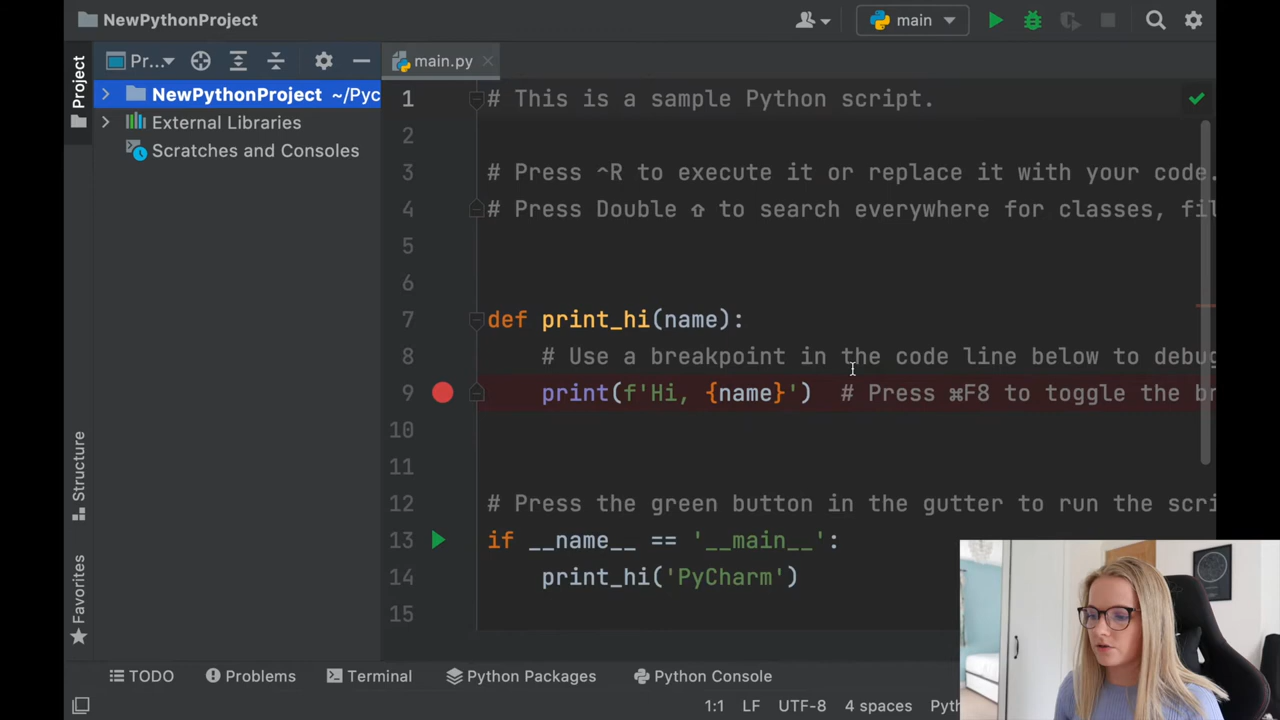 NewPythonProject
main
Project
Pr...
main.py
NewPythonProject ~/Pyc
External Libraries
Scratches and Consoles
1 # This is a sample Python script.
2
3 # Press ^R to execute it or replace it with your code.
4 # Press Double ⇧ to search everywhere for classes, fil
5
6
7 def print_hi(name):
8 # Use a breakpoint in the code line below to debug
9 print(f'Hi, {name}') # Press ⌘F8 to toggle the br
10
11
12 # Press the green button in the gutter to run the scri
13 if __name__ == '__main__':
14 print_hi('PyCharm')
15
Structure
Favorites
TODO
Problems
Terminal
Python Packages
Python Console
1:1 LF UTF-8 4 spaces Pyth